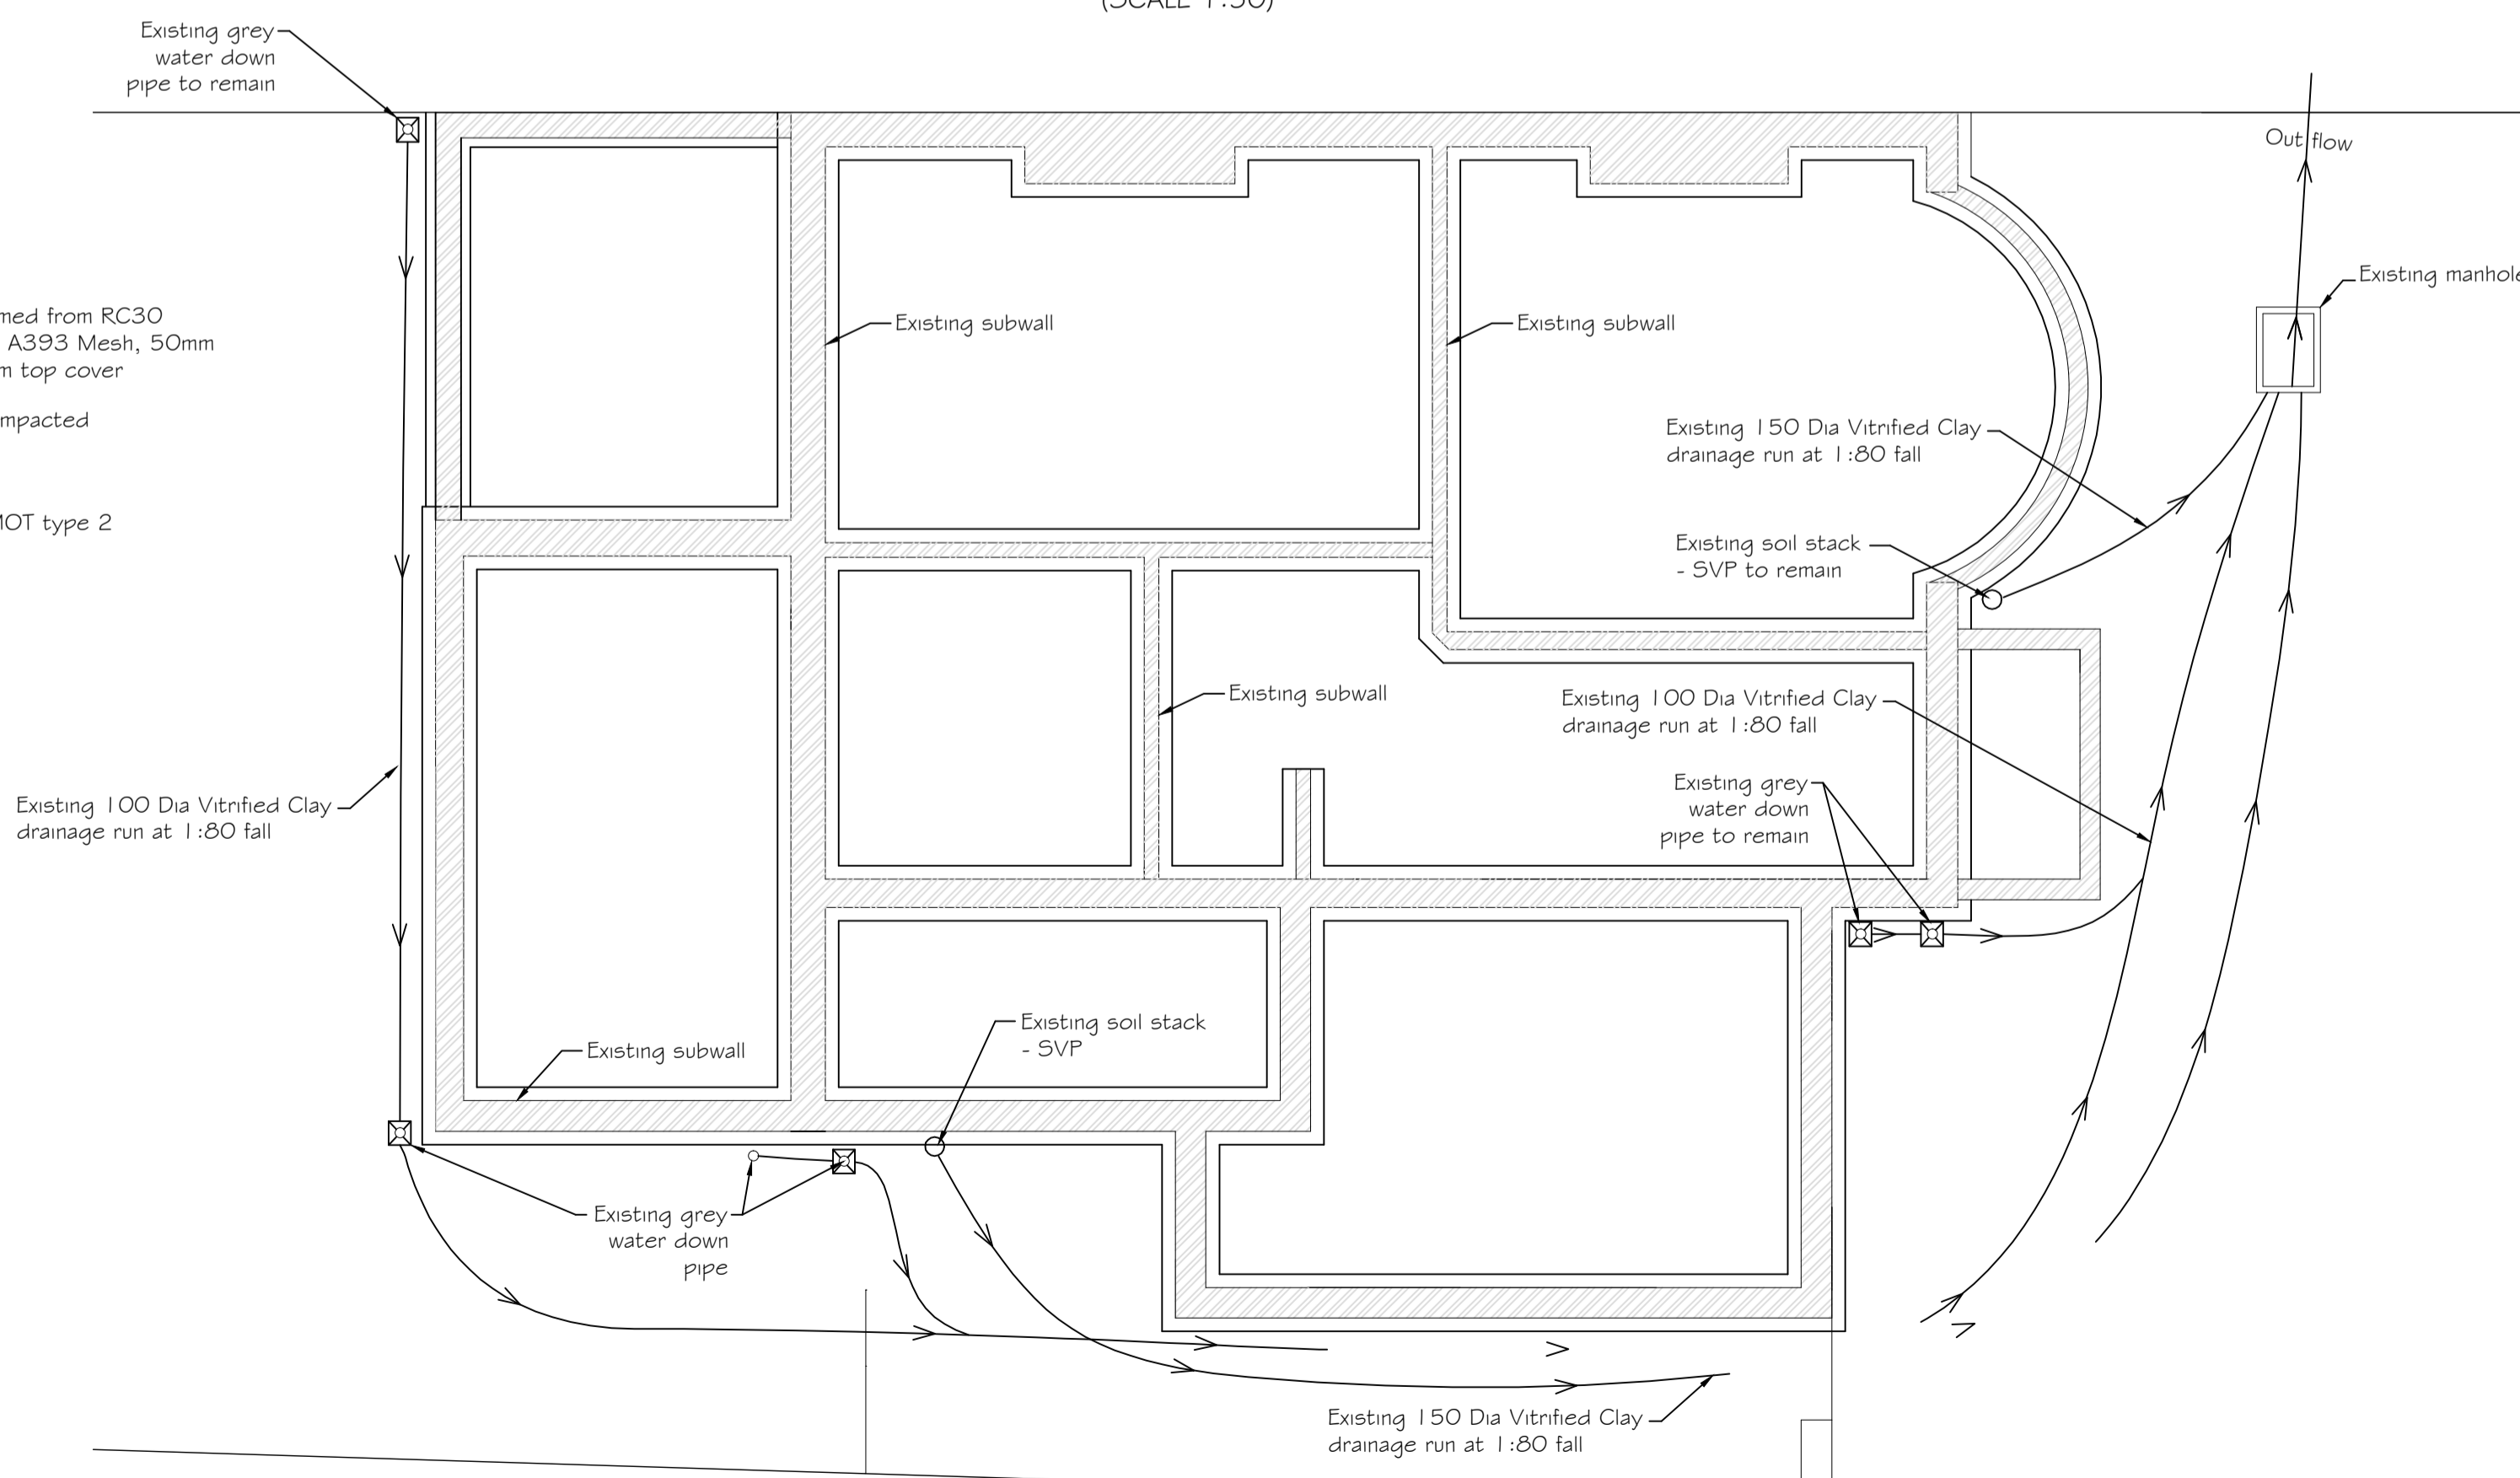 (SCALE 1:50)
Existing grey
water down
pipe to remain
Out flow
Existing manhole
RC30
A393 Mesh, 50mm
top cover
type 2
Existing subwall
Existing subwall
Existing 150 Dia Vitrified Clay
drainage run at 1:80 fall
Existing soil stack
- SVP to remain
Existing subwall
Existing 100 Dia Vitrified Clay
drainage run at 1:80 fall
Existing grey
water down
pipe to remain
Existing 100 Dia Vitrified Clay
drainage run at 1:80 fall
Existing soil stack
- SVP
Existing subwall
Existing grey
water down
pipe
Existing 150 Dia Vitrified Clay
drainage run at 1:80 fall